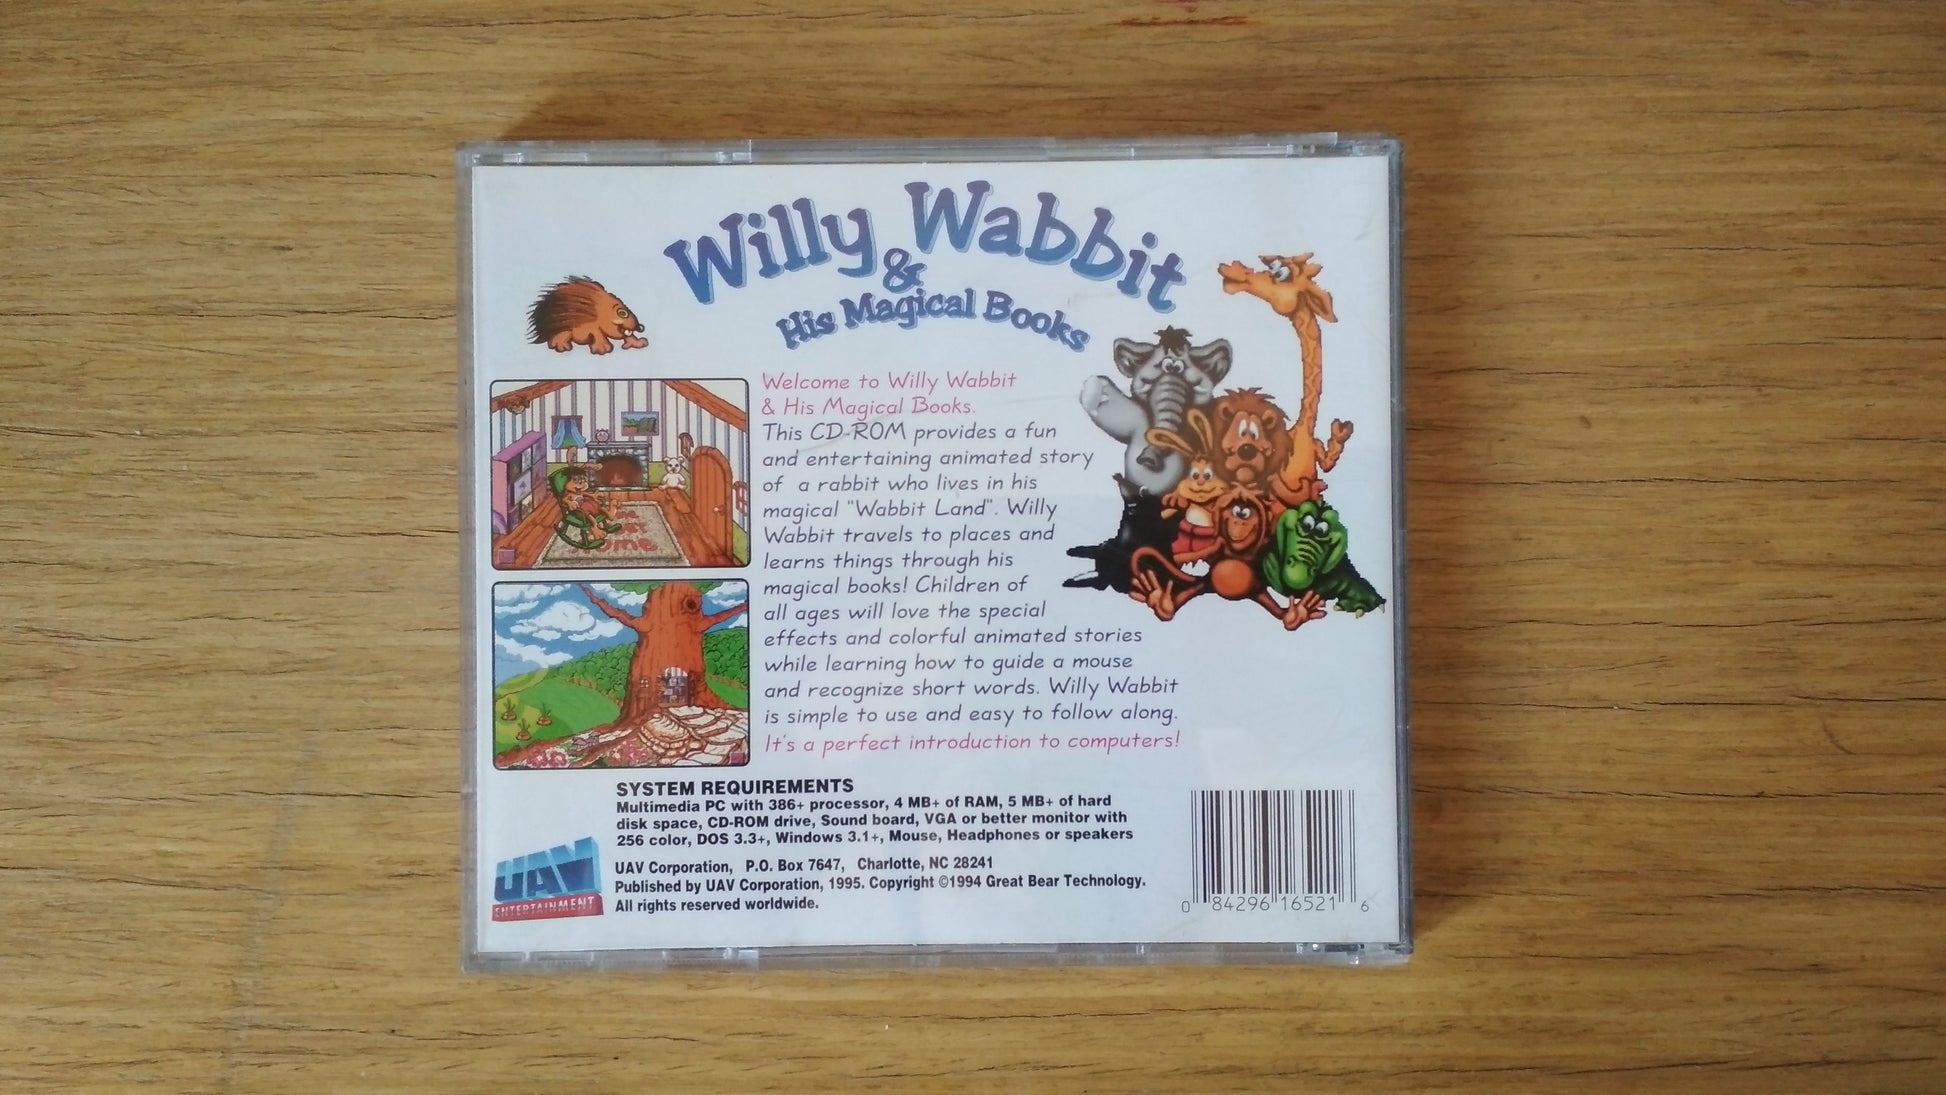 Willy Wabbit
&
His Magical Books
Welcome to Willy Wabbit
& His Magical Books.
This CD-ROM provides a fun
and entertaining animated story
of a rabbit who lives in his
magical "Wabbit Land". Willy
Wabbit travels to places and
learns things through his
magical books! Children of
all ages will love the special
effects and colorful animated stories
while learning how to guide a mouse
and recognize short words. Willy Wabbit
is simple to use and easy to follow along.
It's a perfect introduction to computers!
SYSTEM REQUIREMENTS
Multimedia PC with 386+ processor, 4 MB+ of RAM, 5 MB+ of hard
disk space, CD-ROM drive, Sound board, VGA or better monitor with
256 color, DOS 3.3+, Windows 3.1+, Mouse, Headphones or speakers
UAV
ENTERTAINMENT
UAV Corporation, P.O. Box 7647, Charlotte, NC 28241
Published by UAV Corporation, 1995. Copyright ©1994 Great Bear Technology.
All rights reserved worldwide.
0 84296 16521 6